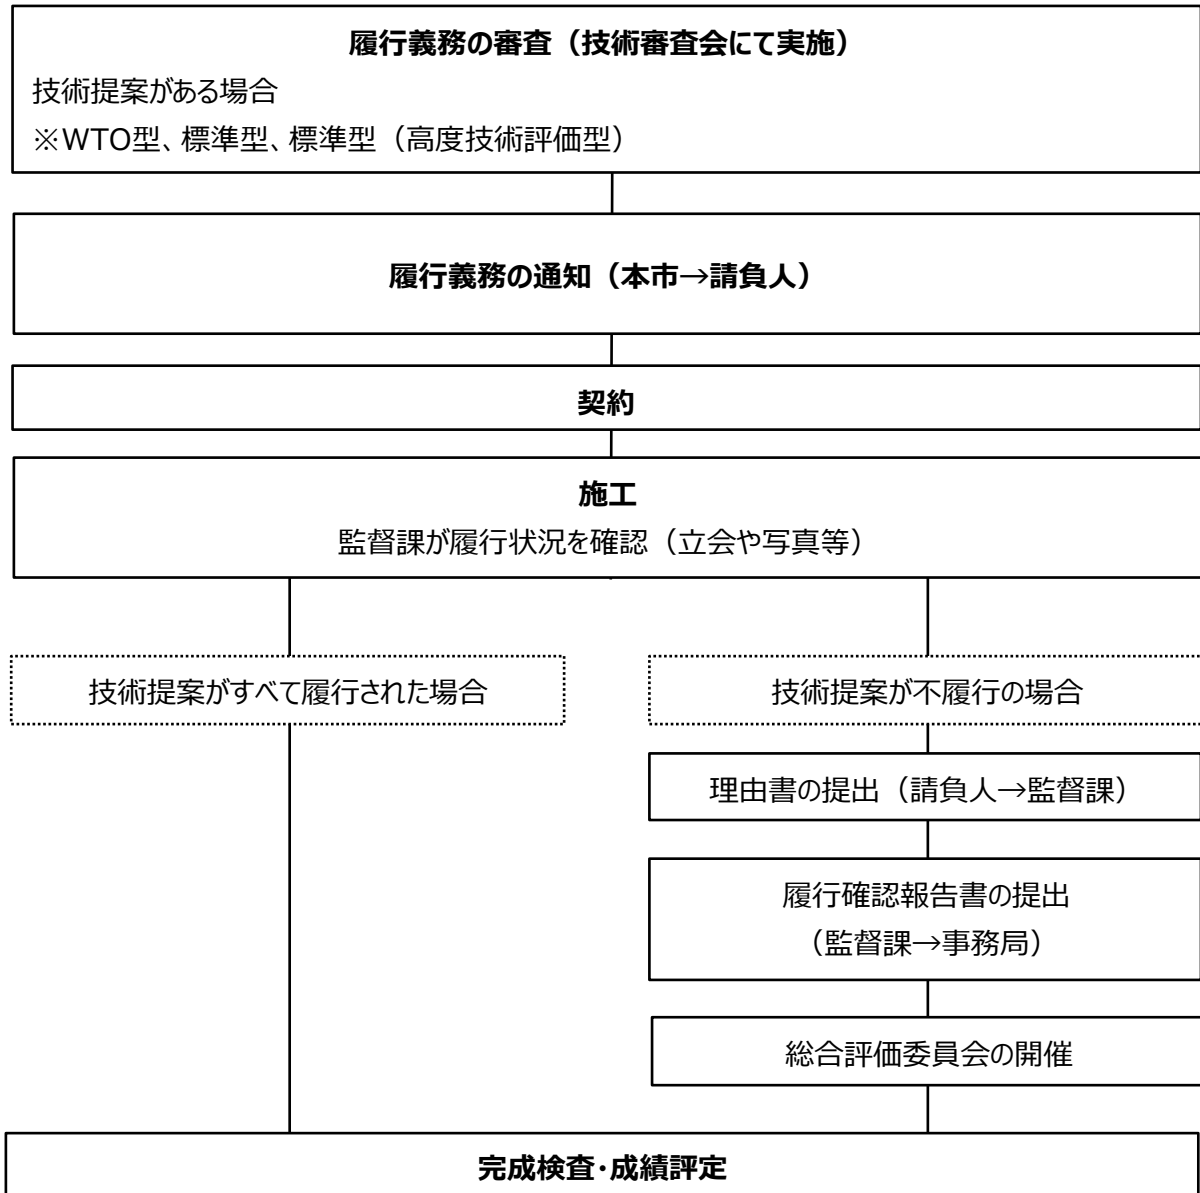 履行義務の審査（技術審査会にて実施）
技術提案がある場合
※WTO型、標準型、標準型（高度技術評価型）
履行義務の通知（本市→請負人）
契約
施工
監督課が履行状況を確認（立会や写真等）
技術提案がすべて履行された場合
技術提案が不履行の場合
理由書の提出（請負人→監督課）
履行確認報告書の提出
（監督課→事務局）
総合評価委員会の開催
完成検査・成績評定